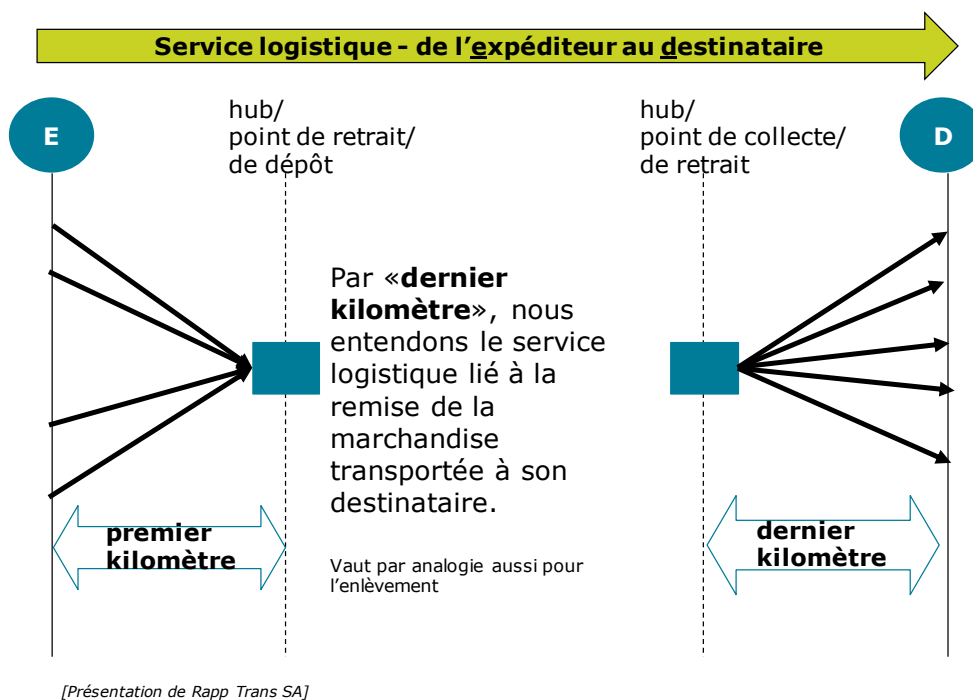 Service logistique - de l'expéditeur au destinataire
E
hub/
point de retrait/
de dépôt
hub/
point de collecte/
de retrait
D
Par «dernier
kilomètre», nous
entendons le service
logistique lié à la
remise de la
marchandise
transportée à son
destinataire.
Vaut par analogie aussi pour
l'enlèvement
premier
kilomètre
dernier
kilomètre
[Présentation de Rapp Trans SA]